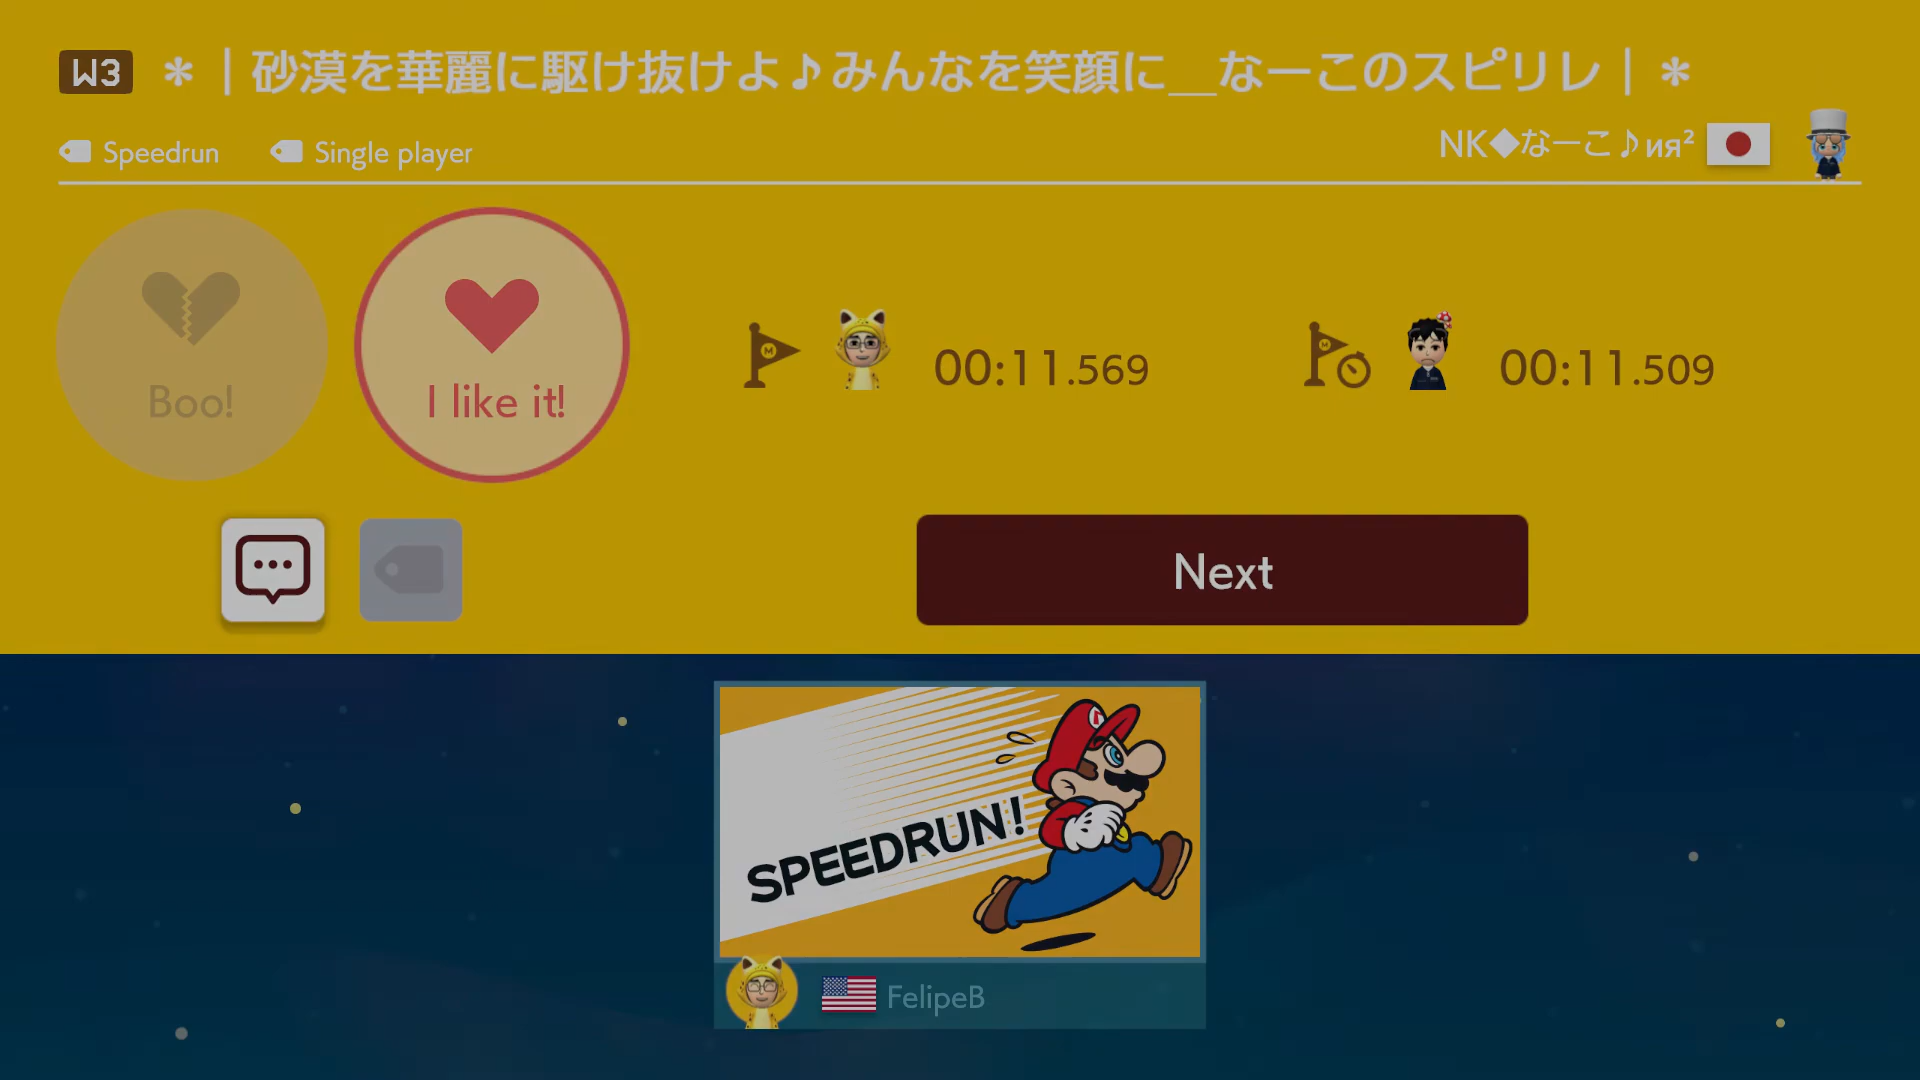 W3 *｜砂漠を華麗に駆け抜けよ♪みんなを笑顔に__なーこのスピリレ｜*
Speedrun Single player
NK◆なーこ♪ия²
Boo!
I like it!
00:11.569
00:11.509
Next
SPEEDRUN!
FelipeB